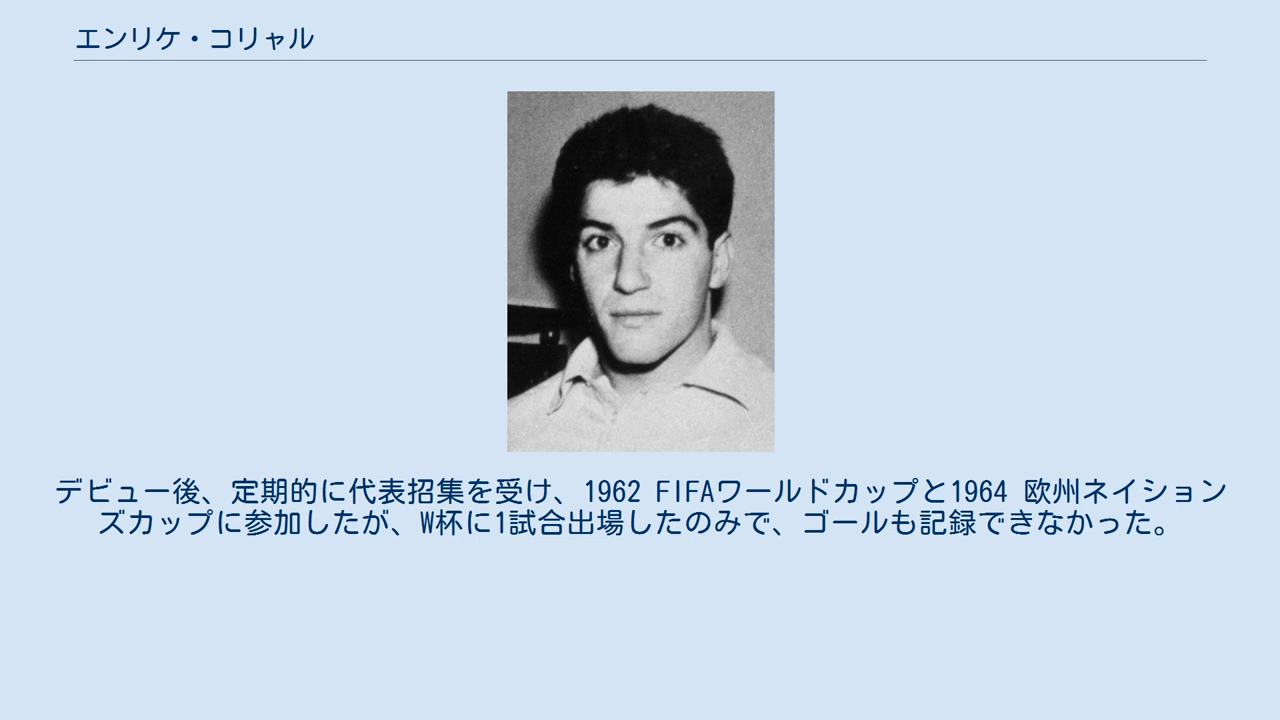 エンリケ・コリャル
デビュー後、定期的に代表招集を受け、1962 FIFAワールドカップと1964 欧州ネイション
ズカップに参加したが、W杯に1試合出場したのみで、ゴールも記録できなかった。